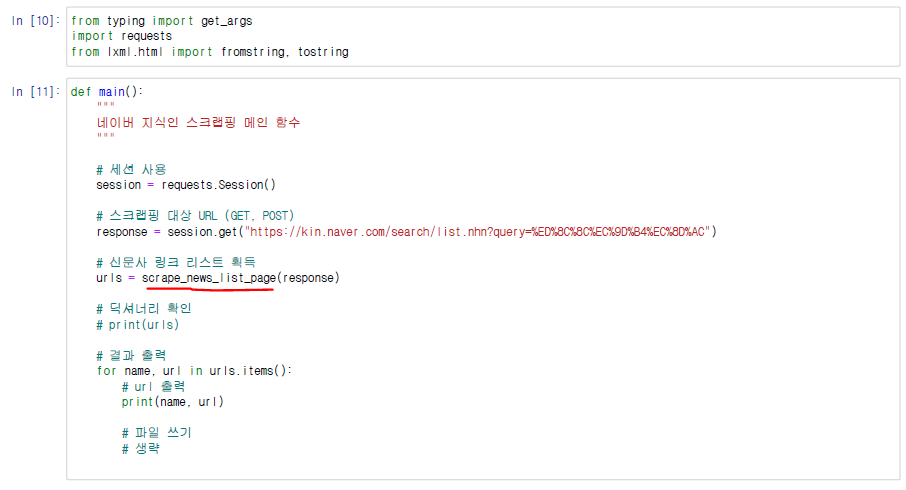 In [10]: from typing import get_args
import requests
from lxml.html import fromstring, tostring
In [11]: def main():
"""
네이버 지식인 스크랩핑 메인 함수
"""
# 세션 사용
session = requests.Session()
# 스크랩핑 대상 URL (GET, POST)
response = session.get("https://kin.naver.com/search/list.nhn?query=%ED%8C%8C%EC%9D%B4%EC%8D%AC")
# 신문사 링크 리스트 획득
urls = scrape_news_list_page(response)
# 딕셔너리 확인
# print(urls)
# 결과 출력
for name, url in urls.items():
# url 출력
print(name, url)
# 파일 쓰기
# 생략